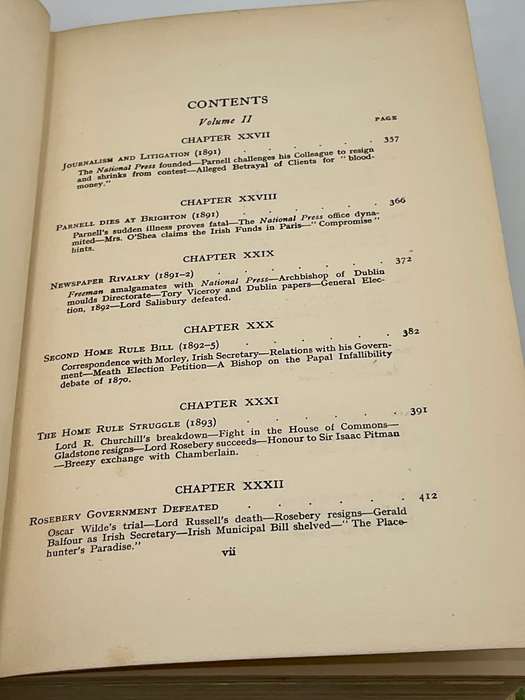 CONTENTS
Volume II
PAGE
CHAPTER XXVII
JOURNALISM AND LITIGATION (1891) . . . . . 357
The National Press founded—Parnell challenges his Colleague to resign
and shrinks from contest—Alleged Betrayal of Clients for "blood-
money."
CHAPTER XXVIII
PARNELL DIES AT BRIGHTON (1891) . . . . . 366
Parnell's sudden illness proves fatal—The National Press office dyna-
mited—Mrs. O'Shea claims the Irish Funds in Paris—"Compromise"
hints.
CHAPTER XXIX
NEWSPAPER RIVALRY (1891-2) . . . . . . 372
Freeman amalgamates with National Press—Archbishop of Dublin
moulds Directorate—Tory Viceroy and Dublin papers—General Elec-
tion, 1892—Lord Salisbury defeated.
CHAPTER XXX
SECOND HOME RULE BILL (1892-5) . . . . . 382
Correspondence with Morley, Irish Secretary—Relations with his Govern-
ment—Meath Election Petition—A Bishop on the Papal Infallibility
debate of 1870.
CHAPTER XXXI
THE HOME RULE STRUGGLE (1893) . . . . . 391
Lord R. Churchill's breakdown—Fight in the House of Commons—
Gladstone resigns—Lord Rosebery succeeds—Honour to Sir Isaac Pitman
—Breezy exchange with Chamberlain.
CHAPTER XXXII
ROSEBERY GOVERNMENT DEFEATED . . . . . . 412
Oscar Wilde's trial—Lord Russell's death—Rosebery resigns—Gerald
Balfour as Irish Secretary—Irish Municipal Bill shelved—"The Place-
hunter's Paradise."
vii